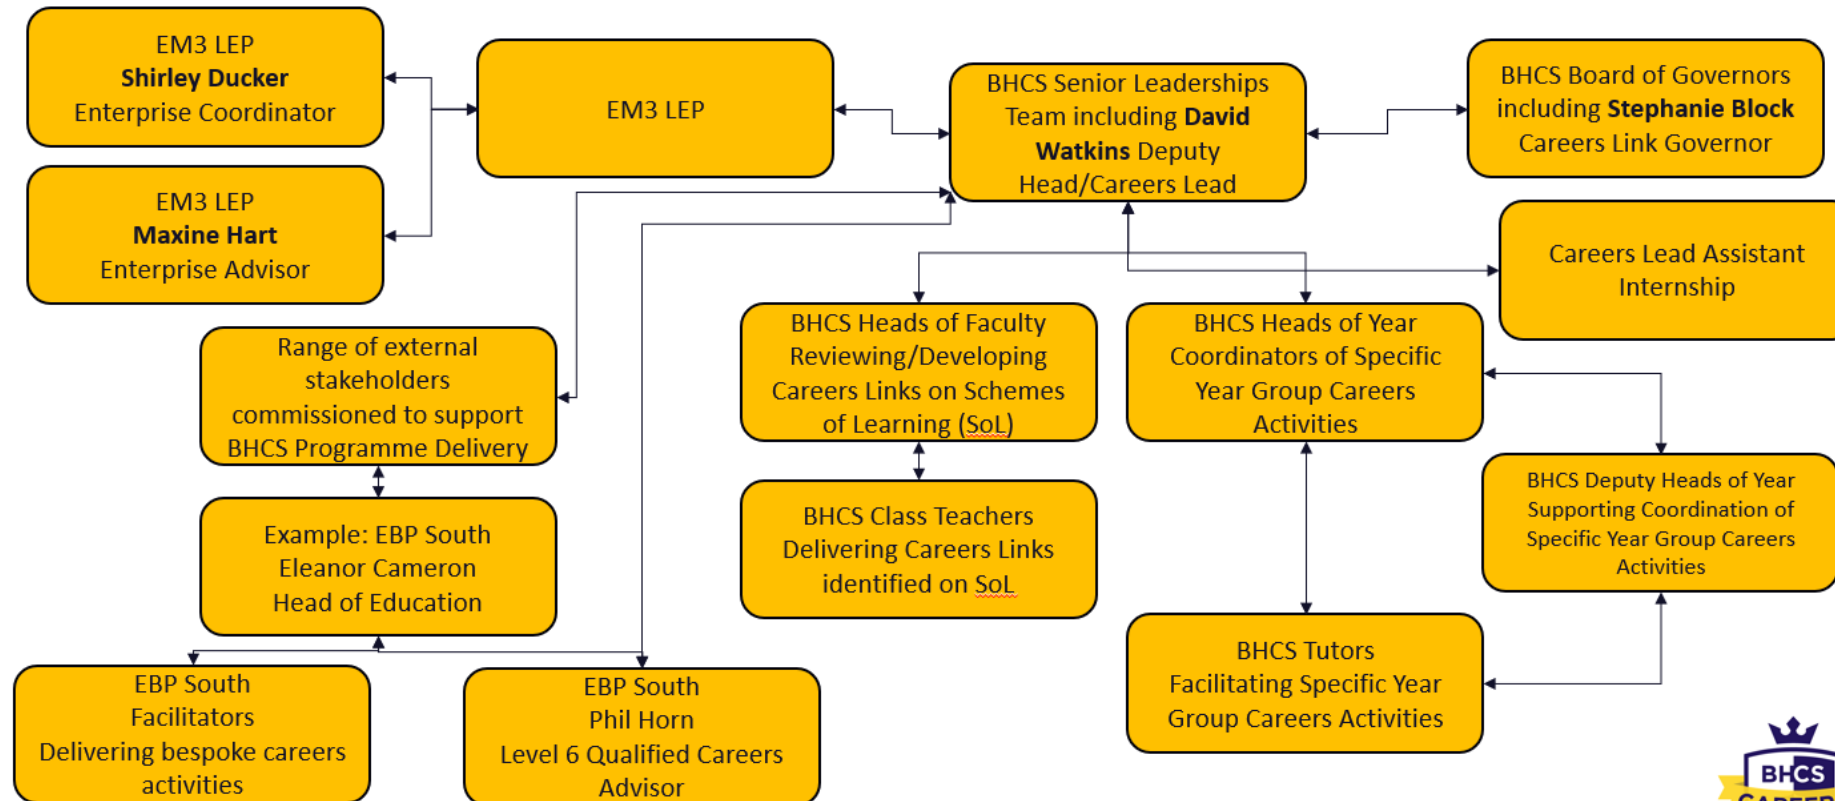 EM3 LEP
Shirley Ducker
Enterprise Coordinator
EM3 LEP
BHCS Senior Leaderships
Team including David
Watkins Deputy
Head/Careers Lead
BHCS Board of Governors
including Stephanie Block
Careers Link Governor
EM3 LEP
Maxine Hart
Enterprise Advisor
Careers Lead Assistant
Internship
Range of external
stakeholders
commissioned to support
BHCS Programme Delivery
BHCS Heads of Faculty
Reviewing/Developing
Careers Links on Schemes
of Learning (SoL)
BHCS Heads of Year
Coordinators of Specific
Year Group Careers
Activities
BHCS Deputy Heads of Year
Supporting Coordination of
Specific Year Group Careers
Activities
Example: EBP South
Eleanor Cameron
Head of Education
BHCS Class Teachers
Delivering Careers Links
identified on SoL
BHCS Tutors
Facilitating Specific Year
Group Careers Activities
EBP South
Facilitators
Delivering bespoke careers
activities
EBP South
Phil Horn
Level 6 Qualified Careers
Advisor
BHCS